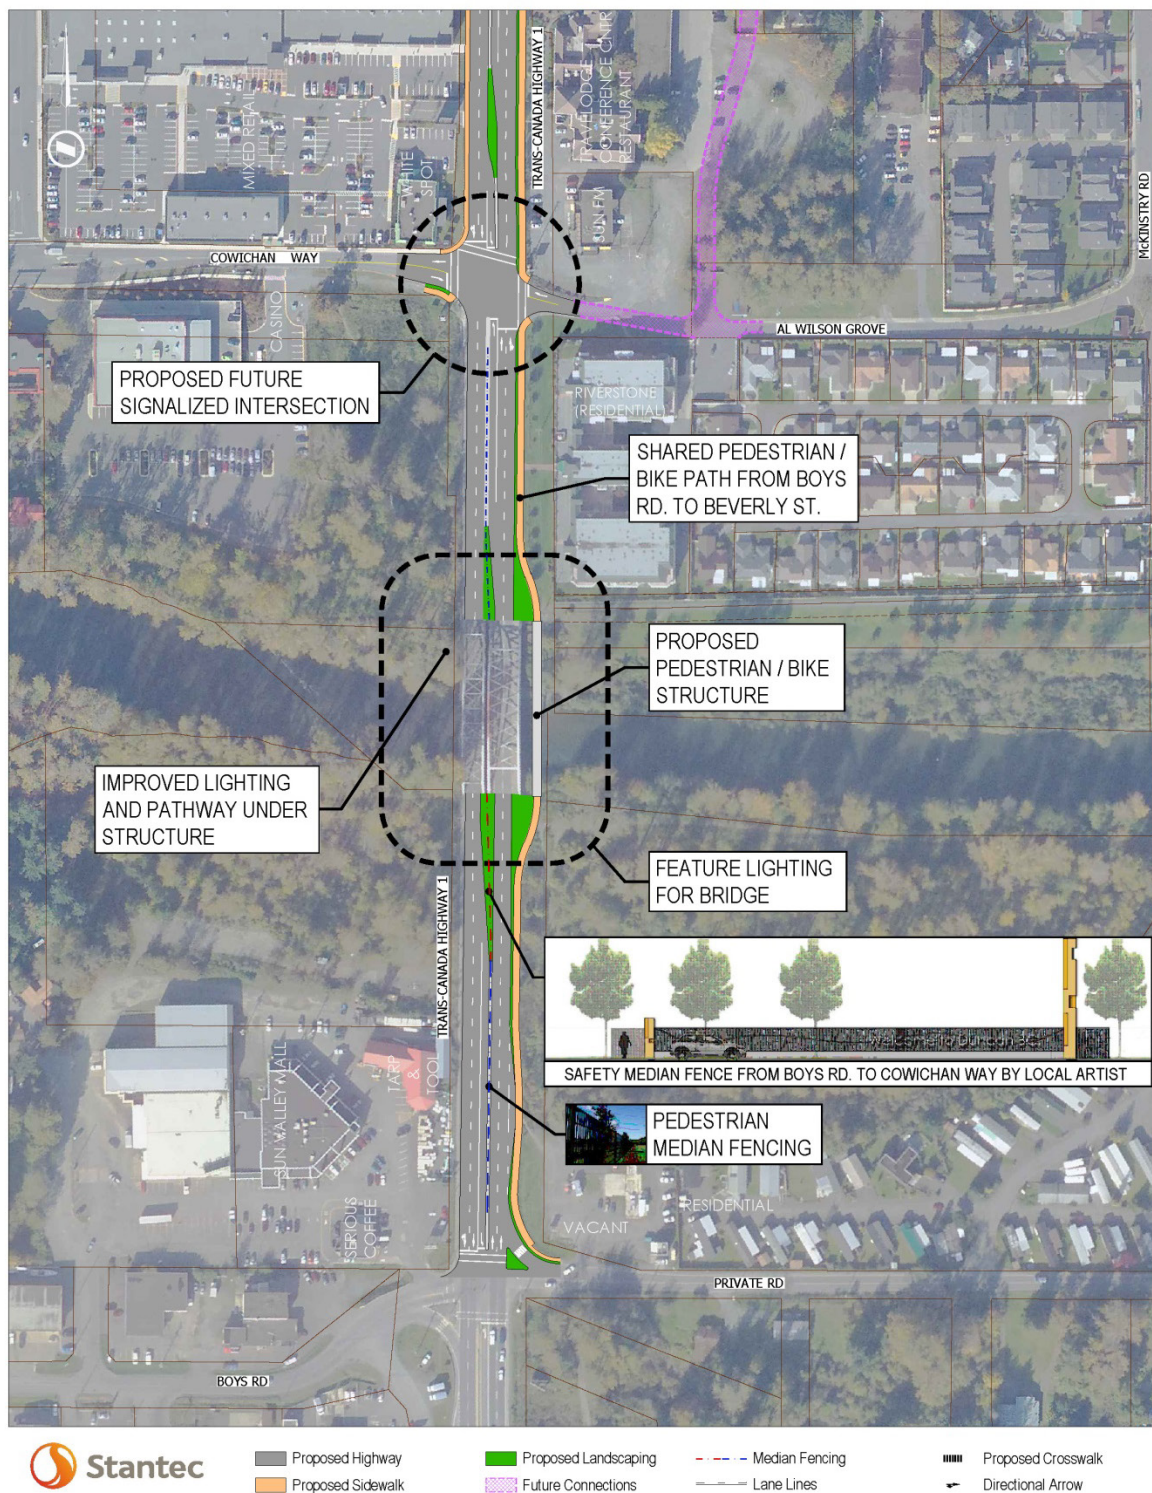 TRANS-CANADA HIGHWAY 1
MIXED RETAIL
WHITE
SPOT
TRAVELODGE
CONFERENCE CNTR
RESTAURANT
SUN FM
McKINSTRY RD
COWICHAN WAY
CASINO
AL WILSON GROVE
PROPOSED FUTURE
SIGNALIZED INTERSECTION
RIVERSTONE
(RESIDENTIAL)
SHARED PEDESTRIAN /
BIKE PATH FROM BOYS
RD. TO BEVERLY ST.
PROPOSED
PEDESTRIAN / BIKE
STRUCTURE
IMPROVED LIGHTING
AND PATHWAY UNDER
STRUCTURE
FEATURE LIGHTING
FOR BRIDGE
TRANS-CANADA HIGHWAY 1
Welcome to Duncan BC
SAFETY MEDIAN FENCE FROM BOYS RD. TO COWICHAN WAY BY LOCAL ARTIST
TARP
&
TOOL
SUN VALLEY MALL
PEDESTRIAN
MEDIAN FENCING
SERIOUS
COFFEE
VACANT
RESIDENTIAL
PRIVATE RD
BOYS RD
Stantec
Proposed Highway
Proposed Landscaping
Median Fencing
Proposed Crosswalk
Proposed Sidewalk
Future Connections
Lane Lines
Directional Arrow